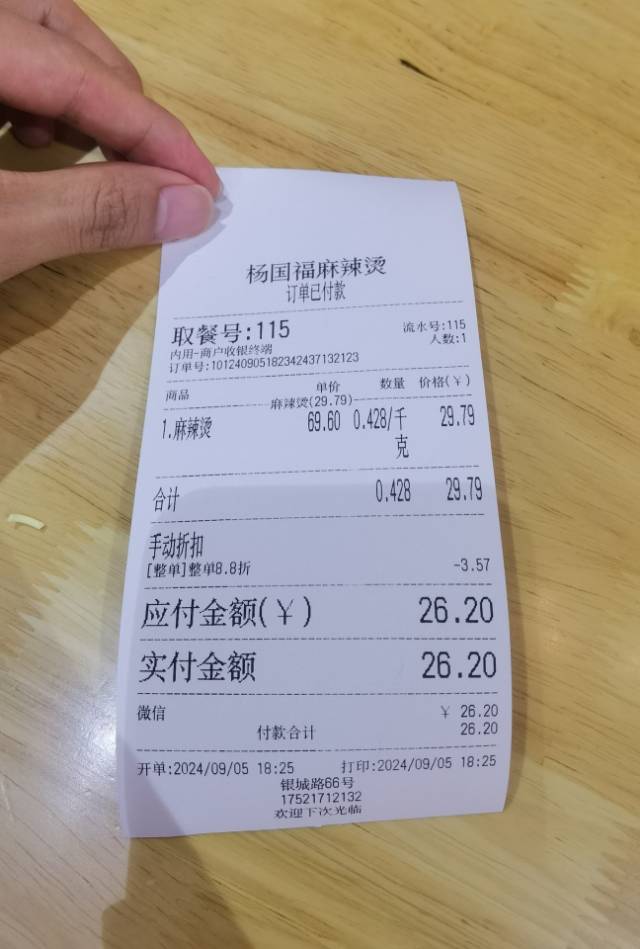 杨国福麻辣烫
订单已付款
取餐号:115 流水号:115
内用-商户收银终端 人数:1
订单号:101240905182342437132123
商品 单价 数量 价格(¥)
麻辣烫(29.79)
1.麻辣烫 69.60 0.428/千克 29.79
合计 0.428 29.79
手动折扣
[整单]整单8.8折 -3.57
应付金额(¥) 26.20
实付金额 26.20
微信 ¥ 26.20
付款合计 26.20
开单:2024/09/05 18:25 打印:2024/09/05 18:25
银城路66号
17521712132
欢迎下次光临